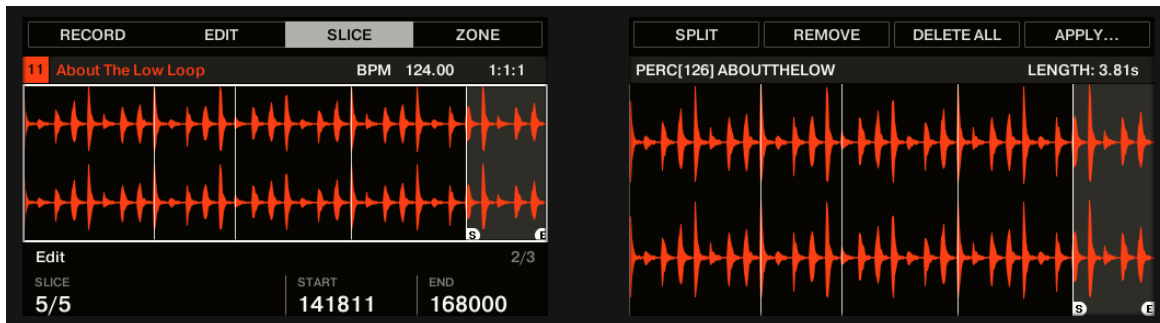 RECORD EDIT SLICE ZONE
11 About The Low Loop BPM 124.00 1:1:1
S E
Edit 2/3
SLICE START END
5/5 141811 168000
SPLIT REMOVE DELETE ALL APPLY...
PERC[126] ABOUTTHELOW LENGTH: 3.81s
S E